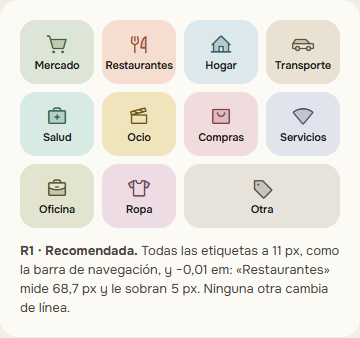 Mercado Restaurantes Hogar Transporte
Salud Ocio Compras Servicios
Oficina Ropa Otra
R1 · Recomendada. Todas las etiquetas a 11 px, como
la barra de navegación, y -0,01 em: «Restaurantes»
mide 68,7 px y le sobran 5 px. Ninguna otra cambia
de línea.